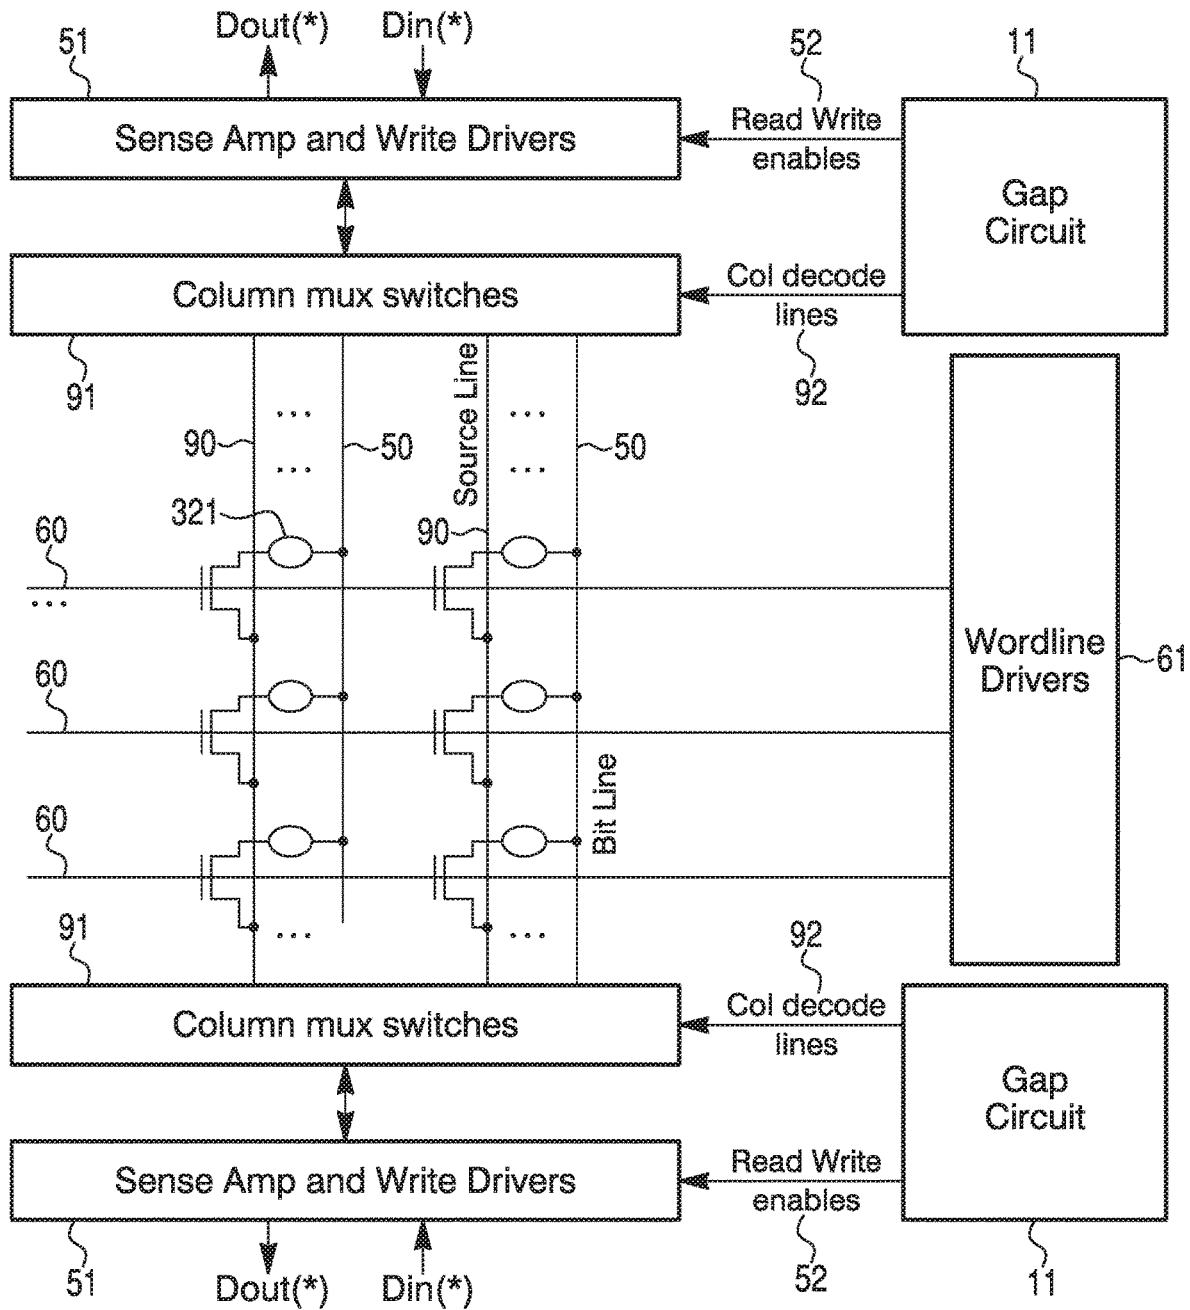 51
Dout(*)
Din(*)
52
11
Sense Amp and Write Drivers
Read Write
enables
Gap
Circuit
Column mux switches
Col decode
lines
91
92
90
...
50
Source Line
...
50
...
...
321
90
60
...
Wordline
Drivers
61
60
Bit Line
60
91
...
...
92
Column mux switches
Col decode
lines
Gap
Circuit
Sense Amp and Write Drivers
Read Write
enables
51
Dout(*)
Din(*)
52
11